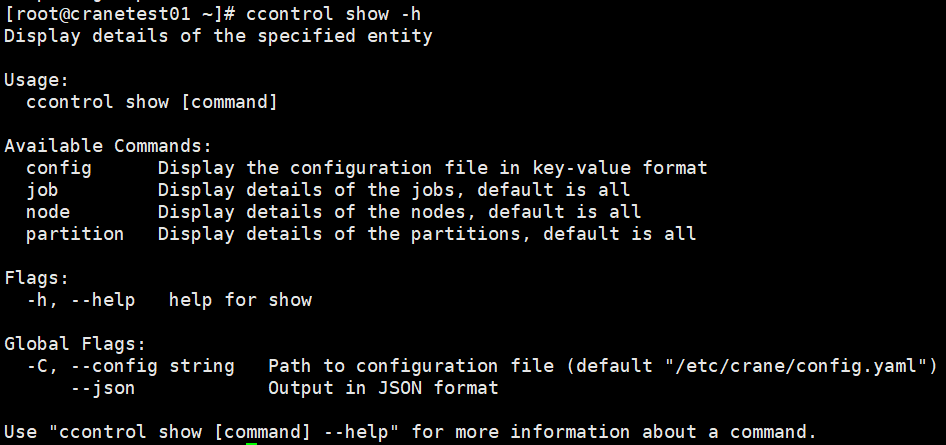 [root@cranetest01 ~]# ccontrol show -h
Display details of the specified entity

Usage:
  ccontrol show [command]

Available Commands:
  config      Display the configuration file in key-value format
  job         Display details of the jobs, default is all
  node        Display details of the nodes, default is all
  partition   Display details of the partitions, default is all

Flags:
  -h, --help   help for show

Global Flags:
  -C, --config string   Path to configuration file (default "/etc/crane/config.yaml")
      --json            Output in JSON format

Use "ccontrol show [command] --help" for more information about a command.